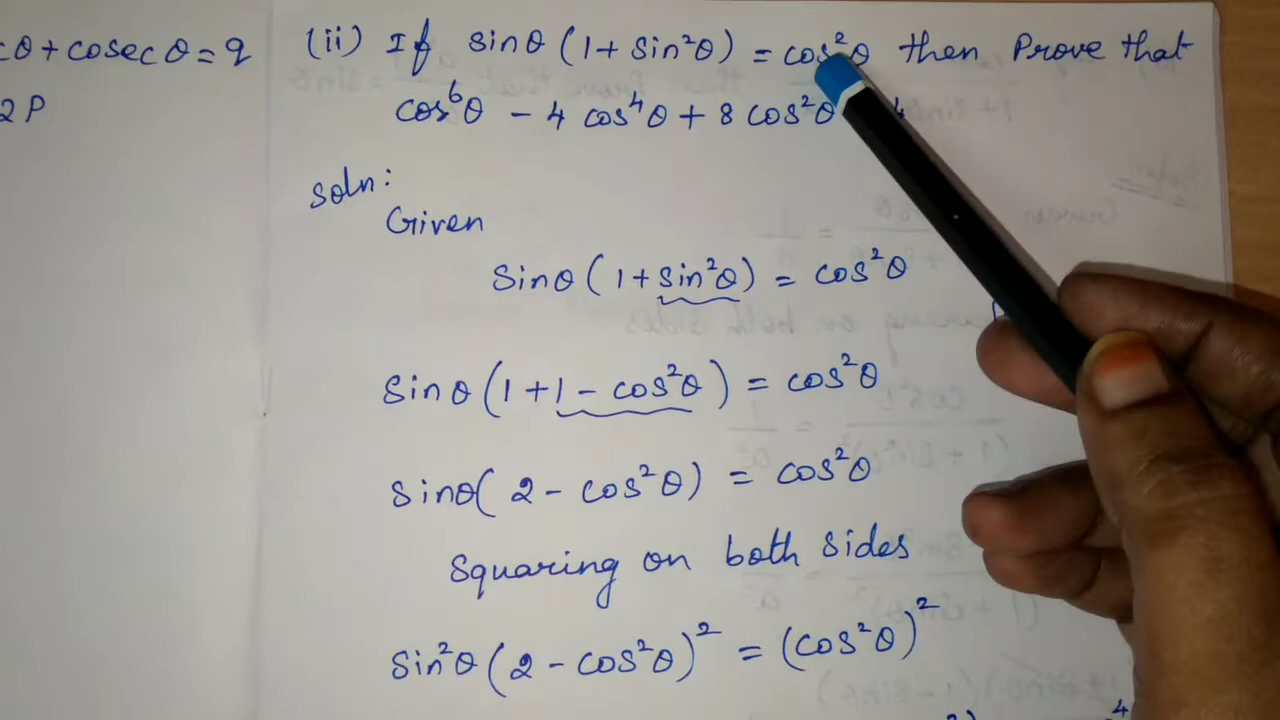 cθ + cosec θ = q
2P
(ii) If sinθ (1 + sin²θ) = cos²θ then Prove that
cos⁶θ - 4 cos⁴θ + 8 cos²θ 4
Soln:
Given
Sinθ (1 + sin²θ) = cos²θ
Sinθ (1 + 1 - cos²θ) = cos²θ
Sinθ( 2 - cos²θ) = cos²θ
Squaring on both sides
Sin²θ (2 - cos²θ)² = (cos²θ)²